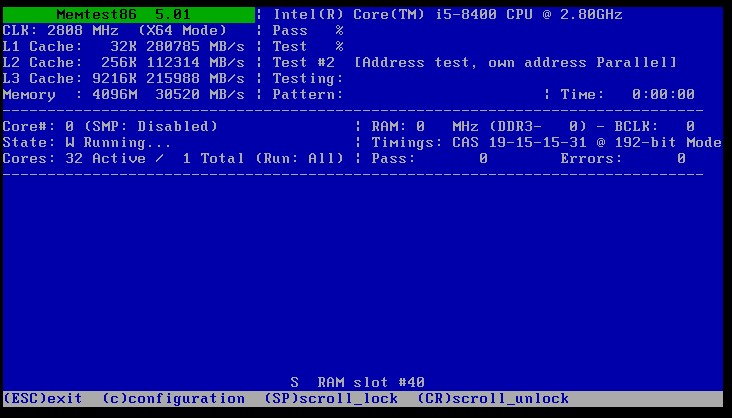 Memtest86  5.01          ¦ Intel(R) Core(TM) i5-8400 CPU @ 2.80GHz
CLK: 2808 MHz  (X64 Mode) ¦ Pass   %
L1 Cache:   32K 280785 MB/s ¦ Test   %
L2 Cache:  256K 112314 MB/s ¦ Test #2  [Address test, own address Parallel]
L3 Cache: 9216K 215988 MB/s ¦ Testing:
Memory  : 4096M  30520 MB/s ¦ Pattern:                      ¦ Time:   0:00:00
------------------------------------------------------------------------------
Core#: 0 (SMP: Disabled)               ¦ RAM: 0   MHz (DDR3-   0) - BCLK:   0
State: W Running...                    ¦ Timings: CAS 19-15-15-31 @ 192-bit Mode
Cores: 32 Active /  1 Total (Run: All) ¦ Pass:       0        Errors:      0
------------------------------------------------------------------------------
S  RAM slot #40
(ESC)exit  (c)configuration  (SP)scroll_lock  (CR)scroll_unlock